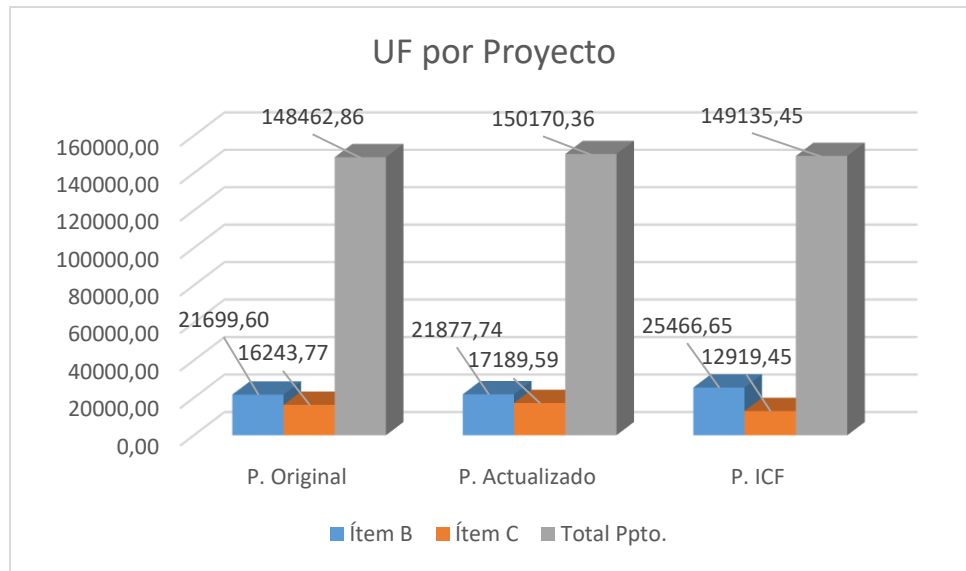 UF por Proyecto
148462,86
150170,36
149135,45
160000,00
140000,00
120000,00
100000,00
80000,00
60000,00
40000,00
20000,00
0,00
21699,60
16243,77
21877,74
17189,59
25466,65
12919,45
P. Original
P. Actualizado
P. ICF
Ítem B
Ítem C
Total Ppto.